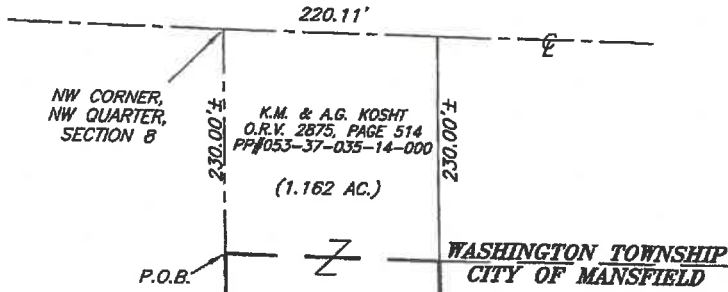 220.11'
℄
NW CORNER,
NW QUARTER,
SECTION 8
K.M. & A.G. KOSHT
O.R.V. 2875, PAGE 514
PP#053-37-035-14-000
(1.162 AC.)
230.00'±
230.00'±
P.O.B.
Z
WASHINGTON TOWNSHIP
CITY OF MANSFIELD